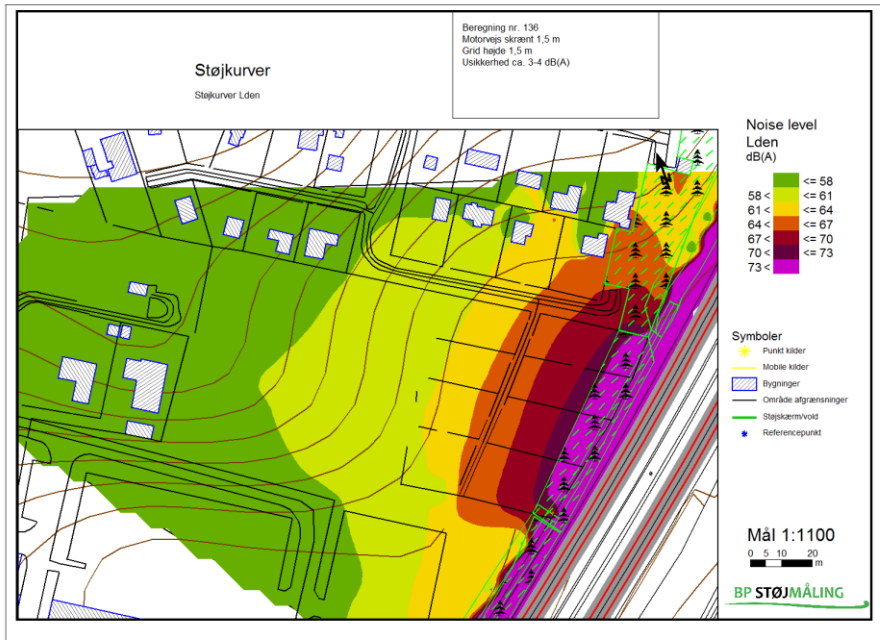 Støjkurver
Støjkurver Lden
Beregning nr. 136
Motorvejs skrænt 1,5 m
Grid højde 1,5 m
Usikkerhed ca. 3-4 dB(A)
Noise level
Lden
dB(A)
<= 58
58 < <= 61
61 < <= 64
64 < <= 67
67 < <= 70
70 < <= 73
73 <
Symboler
Punkt kilder
Mobile kilder
Bygninger
Område afgrænsninger
Støjskærm/vold
Referencepunkt
Mål 1:1100
0 5 10 20
m
BP STØJMÅLING